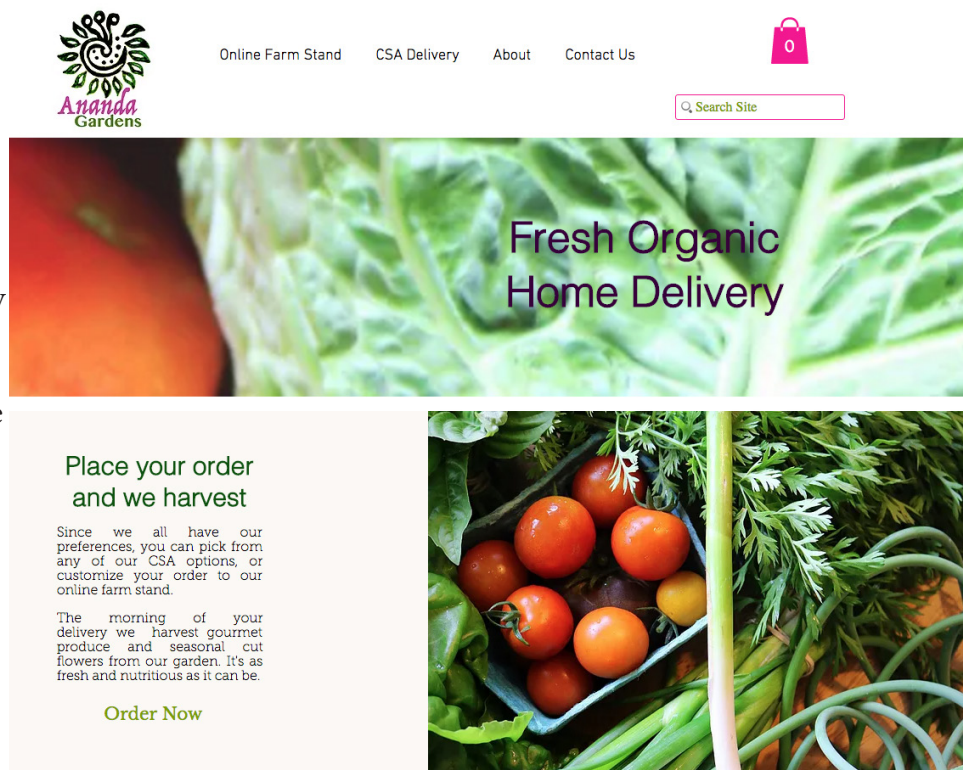 Online Farm Stand CSA Delivery About Contact Us
0
Ananda
Gardens
Search Site
Fresh Organic
Home Delivery
y
e
Place your order
and we harvest
Since we all have our
preferences, you can pick from
any of our CSA options, or
customize your order to our
online farm stand.
The morning of your
delivery we harvest gourmet
produce and seasonal cut
flowers from our garden. It's as
fresh and nutritious as it can be.
Order Now